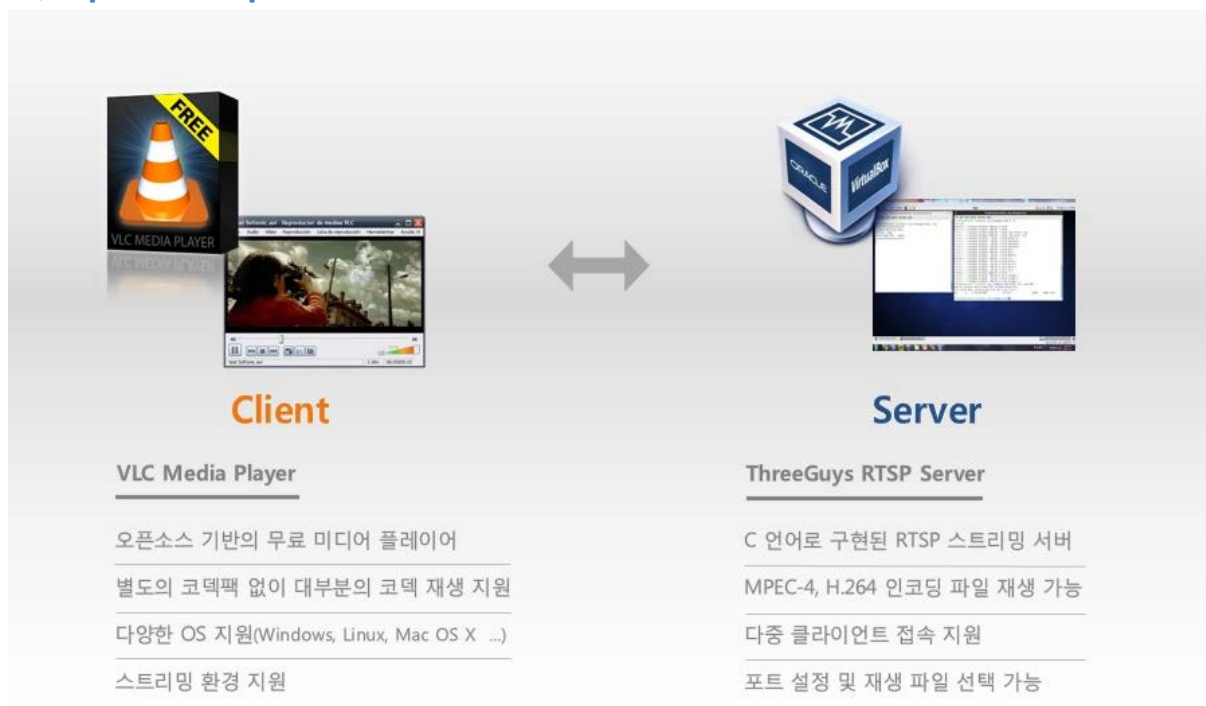 FREE
VLC MEDIA PLAYER
Client
VLC Media Player
오픈소스 기반의 무료 미디어 플레이어
별도의 코덱팩 없이 대부분의 코덱 재생 지원
다양한 OS 지원(Windows, Linux, Mac OS X ...)
스트리밍 환경 지원
ORACLE
VirtualBox
Server
ThreeGuys RTSP Server
C 언어로 구현된 RTSP 스트리밍 서버
MPEC-4, H.264 인코딩 파일 재생 가능
다중 클라이언트 접속 지원
포트 설정 및 재생 파일 선택 가능